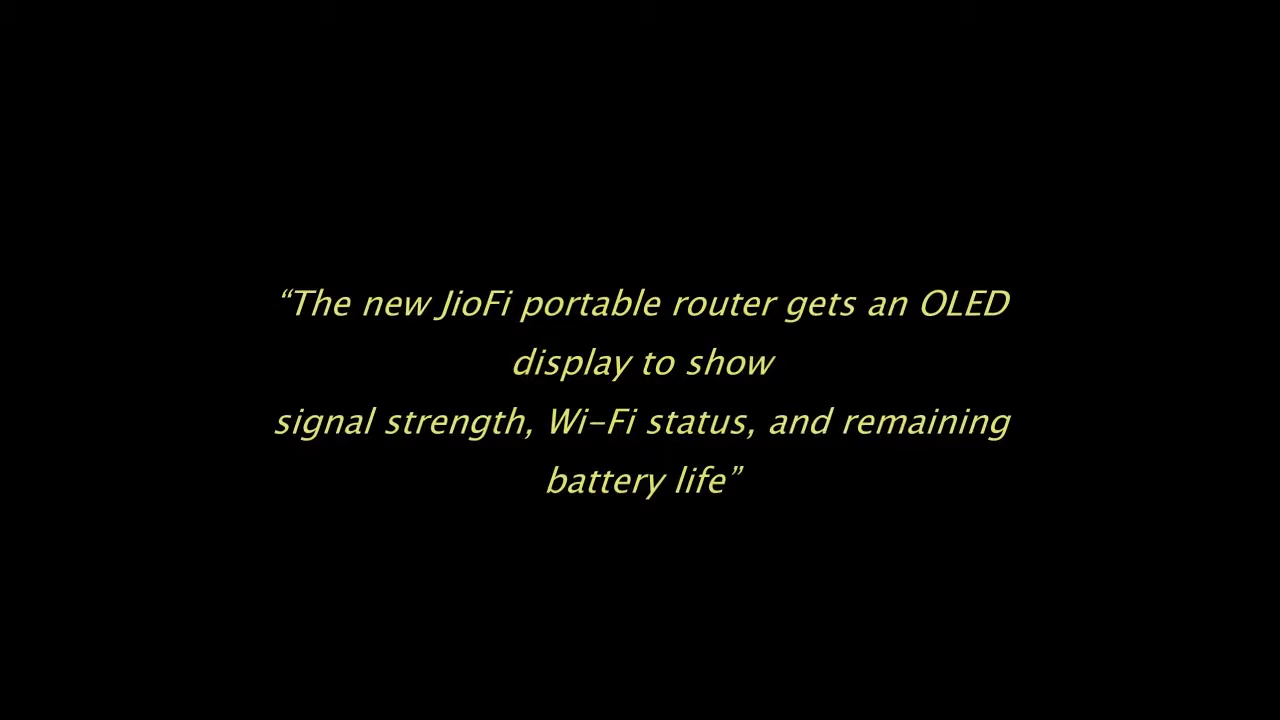 “The new JioFi portable router gets an OLED
display to show
signal strength, Wi-Fi status, and remaining
battery life”